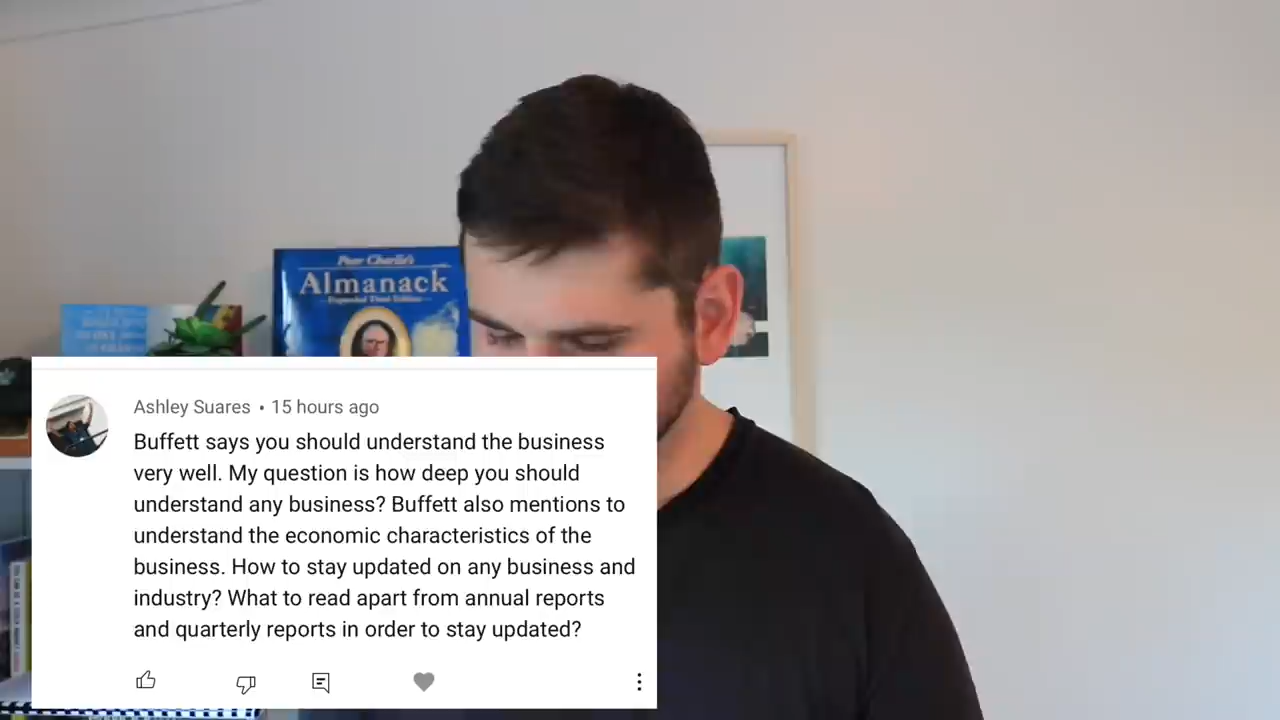 Poor Charlie's
Almanack
Expanded Third Edition
Ashley Suares • 15 hours ago
Buffett says you should understand the business
very well. My question is how deep you should
understand any business? Buffett also mentions to
understand the economic characteristics of the
business. How to stay updated on any business and
industry? What to read apart from annual reports
and quarterly reports in order to stay updated?